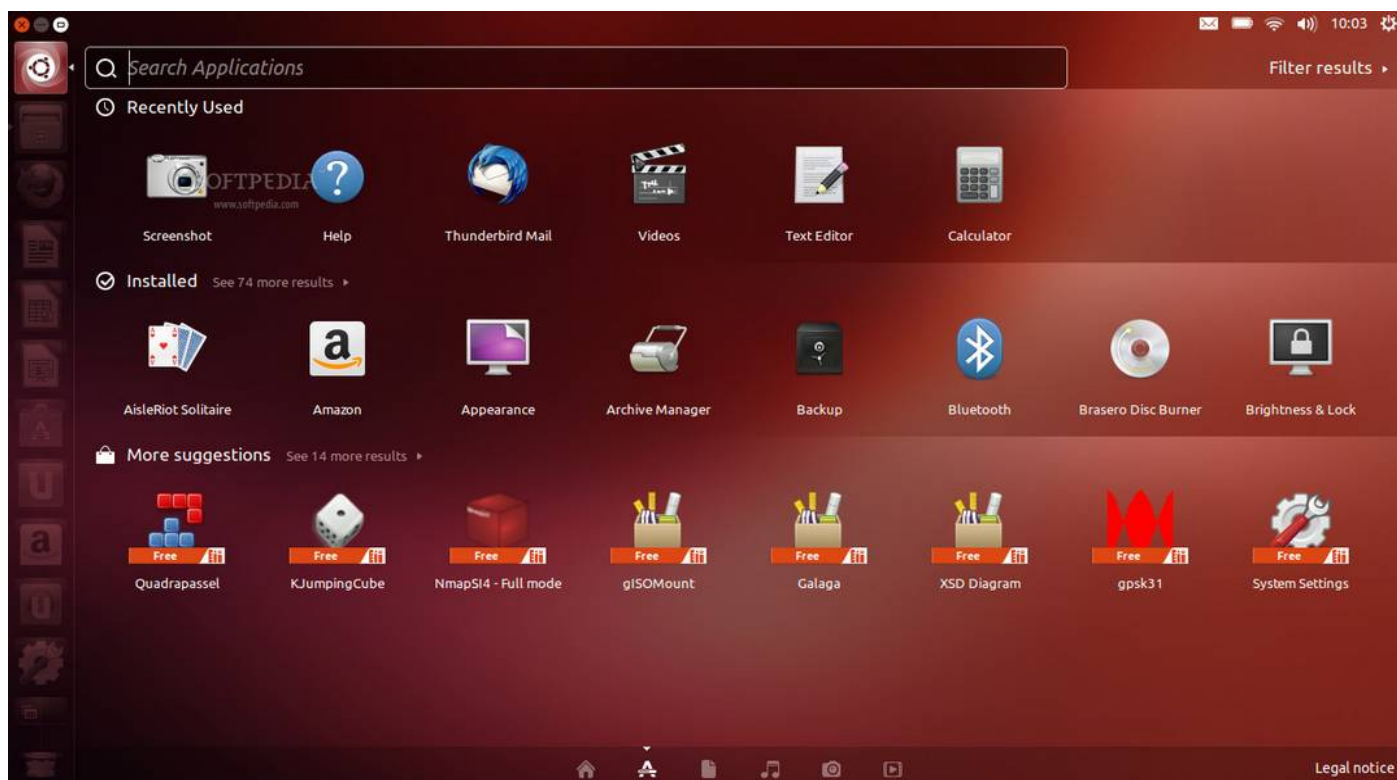 10:03
Search Applications
Filter results
Recently Used
SOFTPEDIA
www.softpedia.com
Screenshot Help Thunderbird Mail Videos Text Editor Calculator
Installed See 74 more results
AisleRiot Solitaire Amazon Appearance Archive Manager Backup Bluetooth Brasero Disc Burner Brightness & Lock
More suggestions See 14 more results
Free Free Free Free Free Free Free Free
Quadrapassel KJumpingCube NmapSI4 - Full mode gISOMount Galaga XSD Diagram gpsk31 System Settings
Legal notice